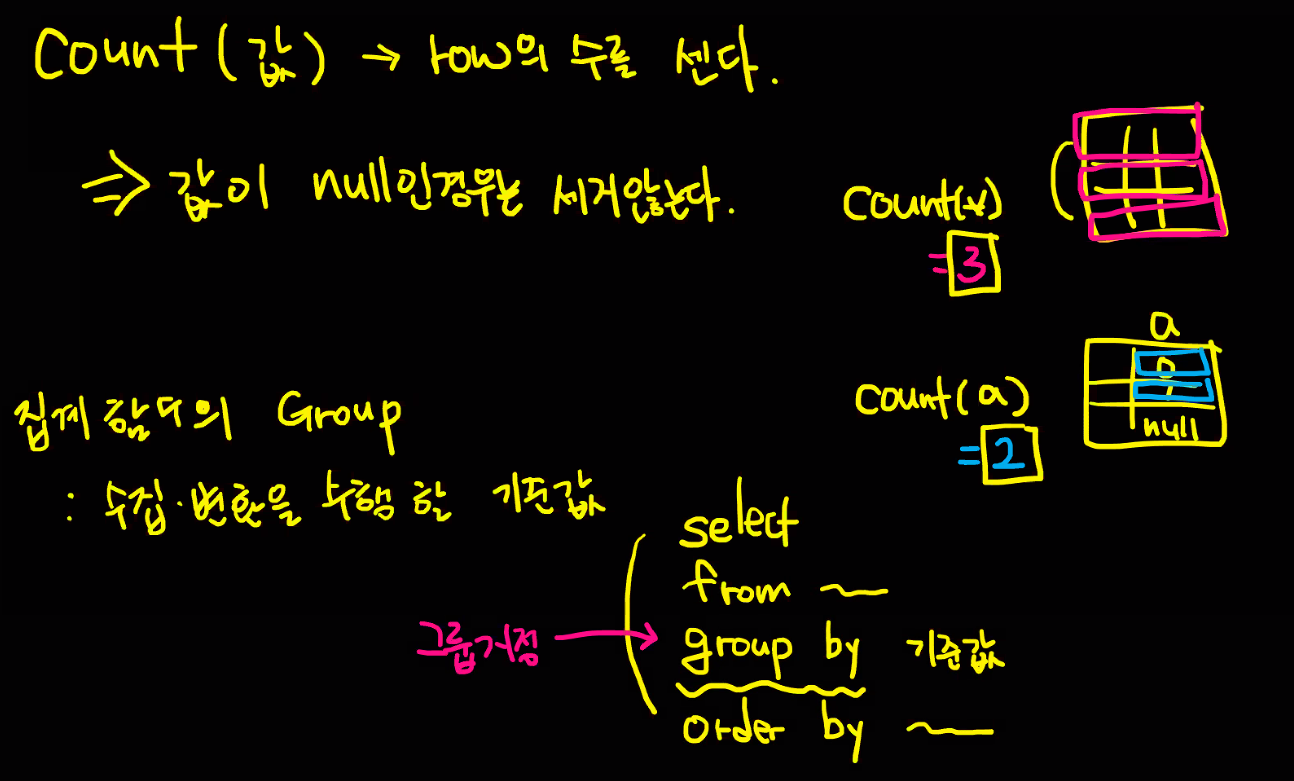 Count (값) → row의 수를 센다.
⇒ 값이 null인경우는 세지않는다.
count(*)
=3
a
0
1
null
count(a)
=2
집계 함수의 Group
: 수집·변환을 수행 할 기준값
select
from ~
그룹지정 → group by 기준값
order by ~